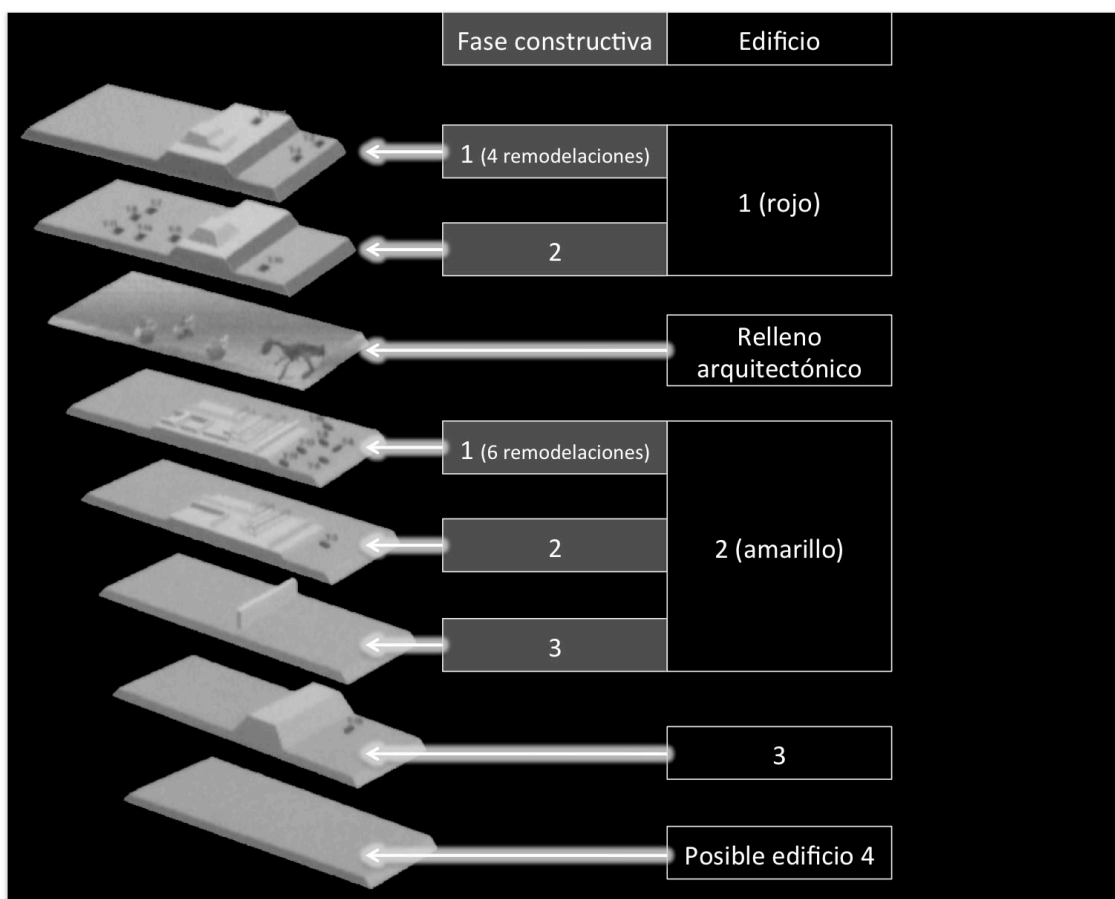 Fase constructiva
Edificio
1 (4 remodelaciones)
1 (rojo)
2
Relleno
arquitectónico
1 (6 remodelaciones)
2
2 (amarillo)
3
3
Posible edificio 4